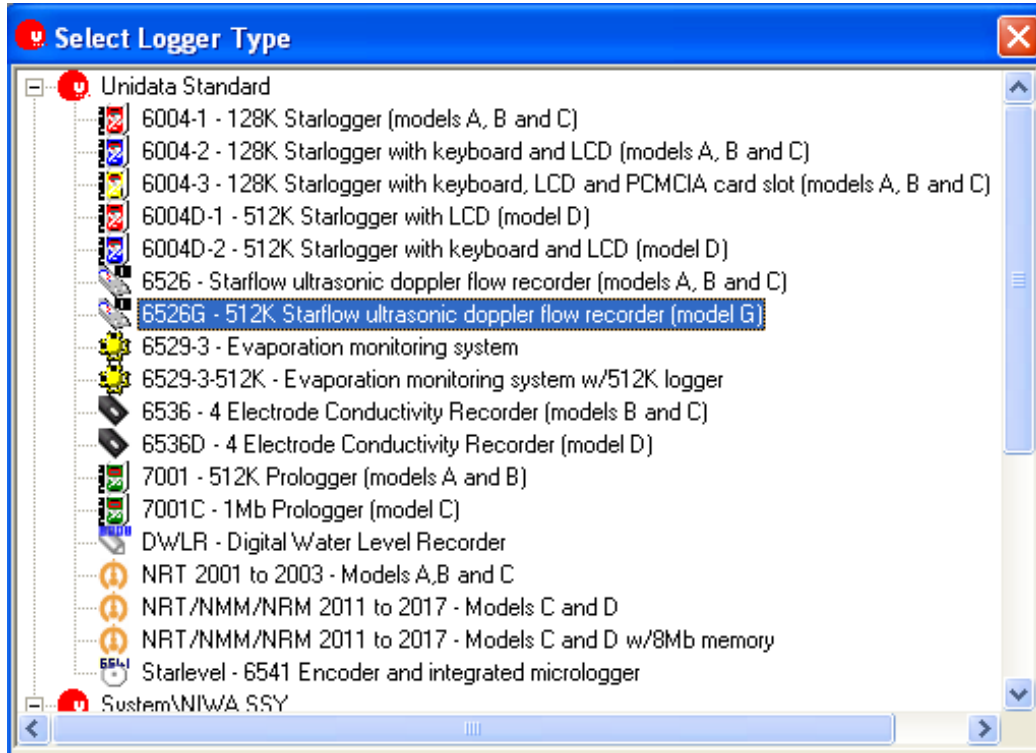 Select Logger Type
Unidata Standard
6004-1 - 128K Starlogger (models A, B and C)
6004-2 - 128K Starlogger with keyboard and LCD (models A, B and C)
6004-3 - 128K Starlogger with keyboard, LCD and PCMCIA card slot (models A, B and C)
6004D-1 - 512K Starlogger with LCD (model D)
6004D-2 - 512K Starlogger with keyboard and LCD (model D)
6526 - Starflow ultrasonic doppler flow recorder (models A, B and C)
6526G - 512K Starflow ultrasonic doppler flow recorder (model G)
6529-3 - Evaporation monitoring system
6529-3-512K - Evaporation monitoring system w/512K logger
6536 - 4 Electrode Conductivity Recorder (models B and C)
6536D - 4 Electrode Conductivity Recorder (model D)
7001 - 512K Prologger (models A and B)
7001C - 1Mb Prologger (model C)
DWLR - Digital Water Level Recorder
NRT 2001 to 2003 - Models A,B and C
NRT/NMM/NRM 2011 to 2017 - Models C and D
NRT/NMM/NRM 2011 to 2017 - Models C and D w/8Mb memory
Starlevel - 6541 Encoder and integrated micrologger
System\NIWA SSY